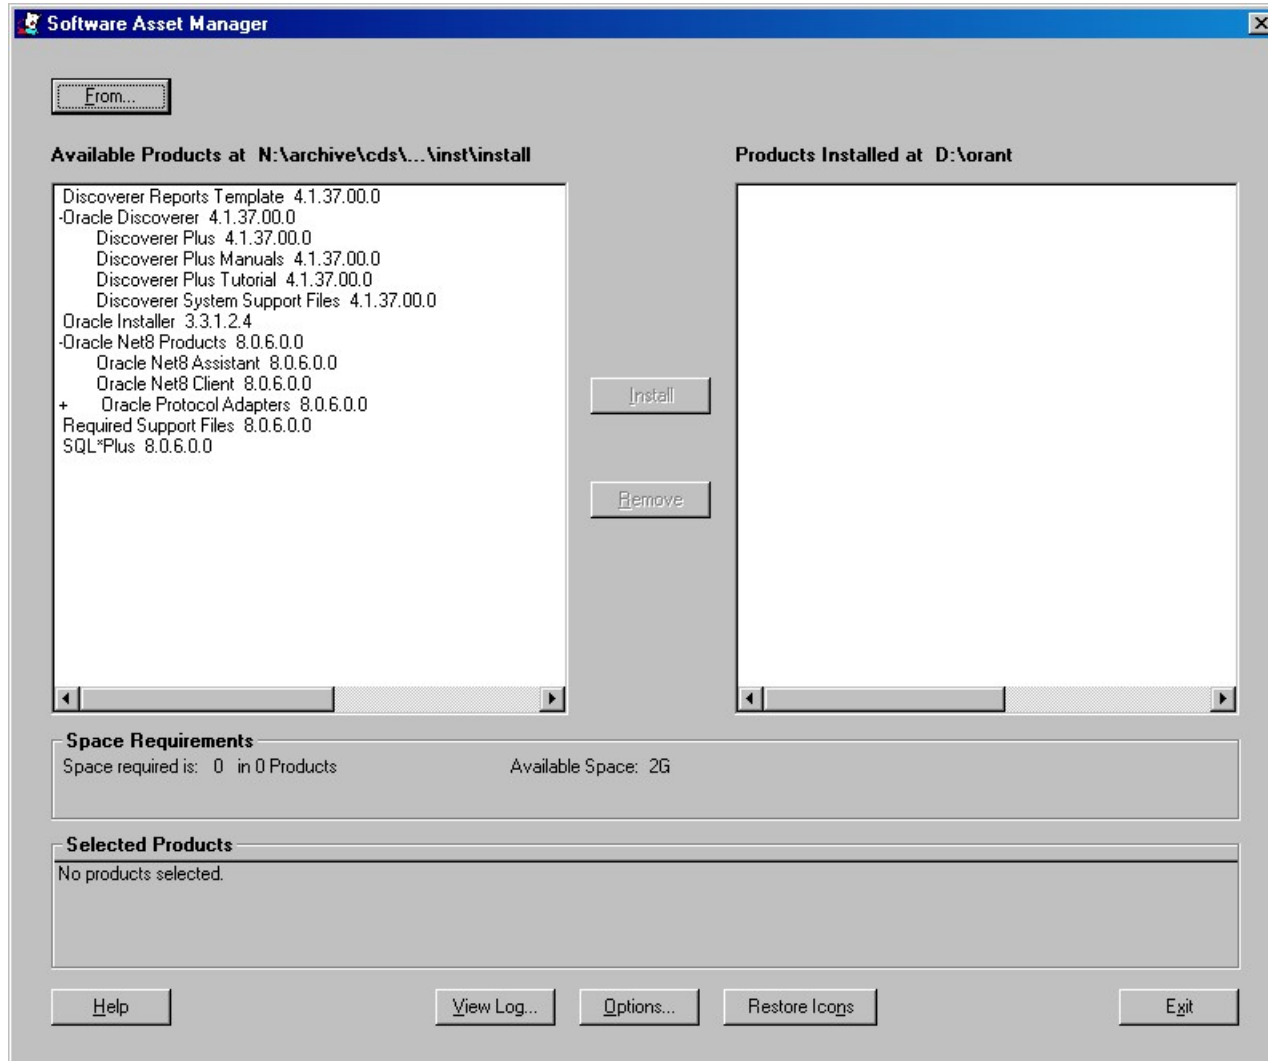 Software Asset Manager
From...
Available Products at N:\archive\cds\...\inst\install
Products Installed at D:\orant
Discoverer Reports Template 4.1.37.00.0
-Oracle Discoverer 4.1.37.00.0
Discoverer Plus 4.1.37.00.0
Discoverer Plus Manuals 4.1.37.00.0
Discoverer Plus Tutorial 4.1.37.00.0
Discoverer System Support Files 4.1.37.00.0
Oracle Installer 3.3.1.2.4
-Oracle Net8 Products 8.0.6.0.0
Oracle Net8 Assistant 8.0.6.0.0
Oracle Net8 Client 8.0.6.0.0
+ Oracle Protocol Adapters 8.0.6.0.0
Required Support Files 8.0.6.0.0
SQL*Plus 8.0.6.0.0
Install
Remove
Space Requirements
Space required is: 0 in 0 Products
Available Space: 2G
Selected Products
No products selected.
Help
View Log...
Options...
Restore Icons
Exit